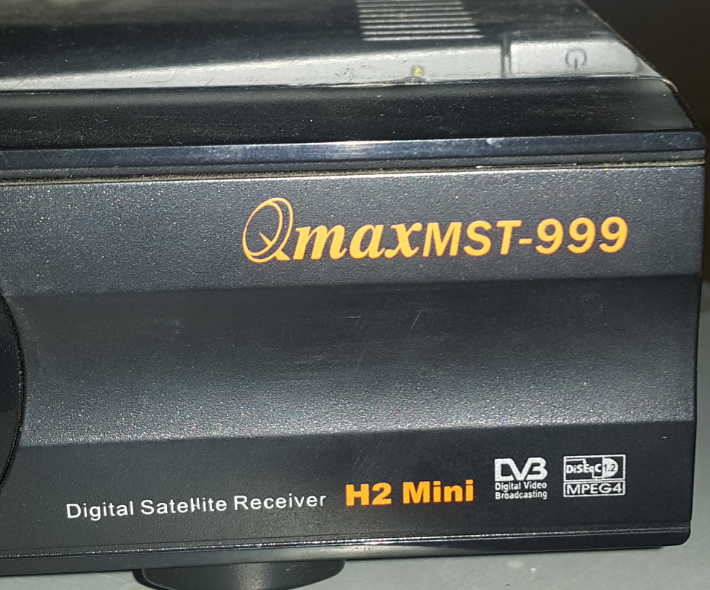 QmaxMST-999
Digital Satellite Receiver
H2 Mini
DVB
Digital Video
Broadcasting
DiSEqC 1.2
MPEG4